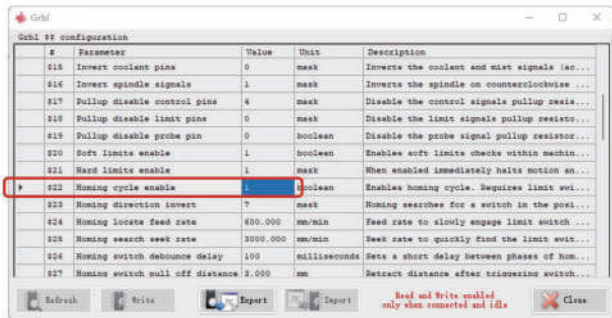 Grbl
Grbl $$ configuration
# Parameter Value Unit Description
$15 Invert coolant pins 0 mask Inverts the coolant and mist signals (ac...
$16 Invert spindle signals 1 mask Inverts the spindle on counterclockwise ...
$17 Pullup disable control pins 4 mask Disable the control signals pullup resis...
$18 Pullup disable limit pins 0 mask Disable the limit signals pullup resisto...
$19 Pullup disable probe pin 0 boolean Disable the probe signal pullup resistor...
$20 Soft limits enable 1 boolean Enables soft limits checks within machin...
$21 Hard limits enable 1 mask When enabled immediately halts motion an...
$22 Homing cycle enable 1 boolean Enables homing cycle. Requires limit swi...
$23 Homing direction invert 7 mask Homing searches for a switch in the posi...
$24 Homing locate feed rate 600.000 mm/min Feed rate to slowly engage limit switch ...
$25 Homing search seek rate 3000.000 mm/min Seek rate to quickly find the limit swit...
$26 Homing switch debounce delay 100 milliseconds Sets a short delay between phases of hom...
$27 Homing switch pull off distance 3.000 mm Retract distance after triggering switch...
Refresh Write Export Import Read and Write enabled
only when connected and idle Close